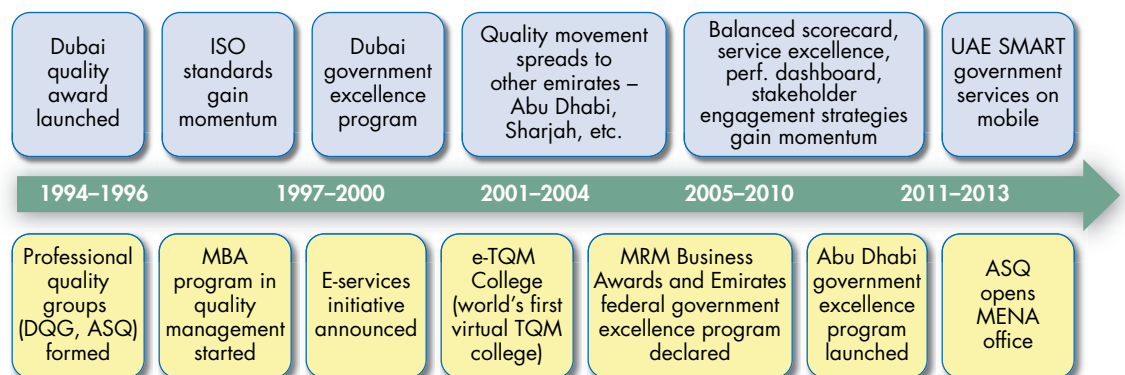 Dubai
quality
award
launched
ISO
standards
gain
momentum
Dubai
government
excellence
program
Quality movement
spreads to
other emirates –
Abu Dhabi,
Sharjah, etc.
Balanced scorecard,
service excellence,
perf. dashboard,
stakeholder
engagement strategies
gain momentum
UAE SMART
government
services on
mobile
1994–1996
1997–2000
2001–2004
2005–2010
2011–2013
Professional
quality
groups
(DQG, ASQ)
formed
MBA
program in
quality
management
started
E-services
initiative
announced
e-TQM
College
(world's first
virtual TQM
college)
MRM Business
Awards and Emirates
federal government
excellence program
declared
Abu Dhabi
government
excellence
program
launched
ASQ
opens
MENA
office